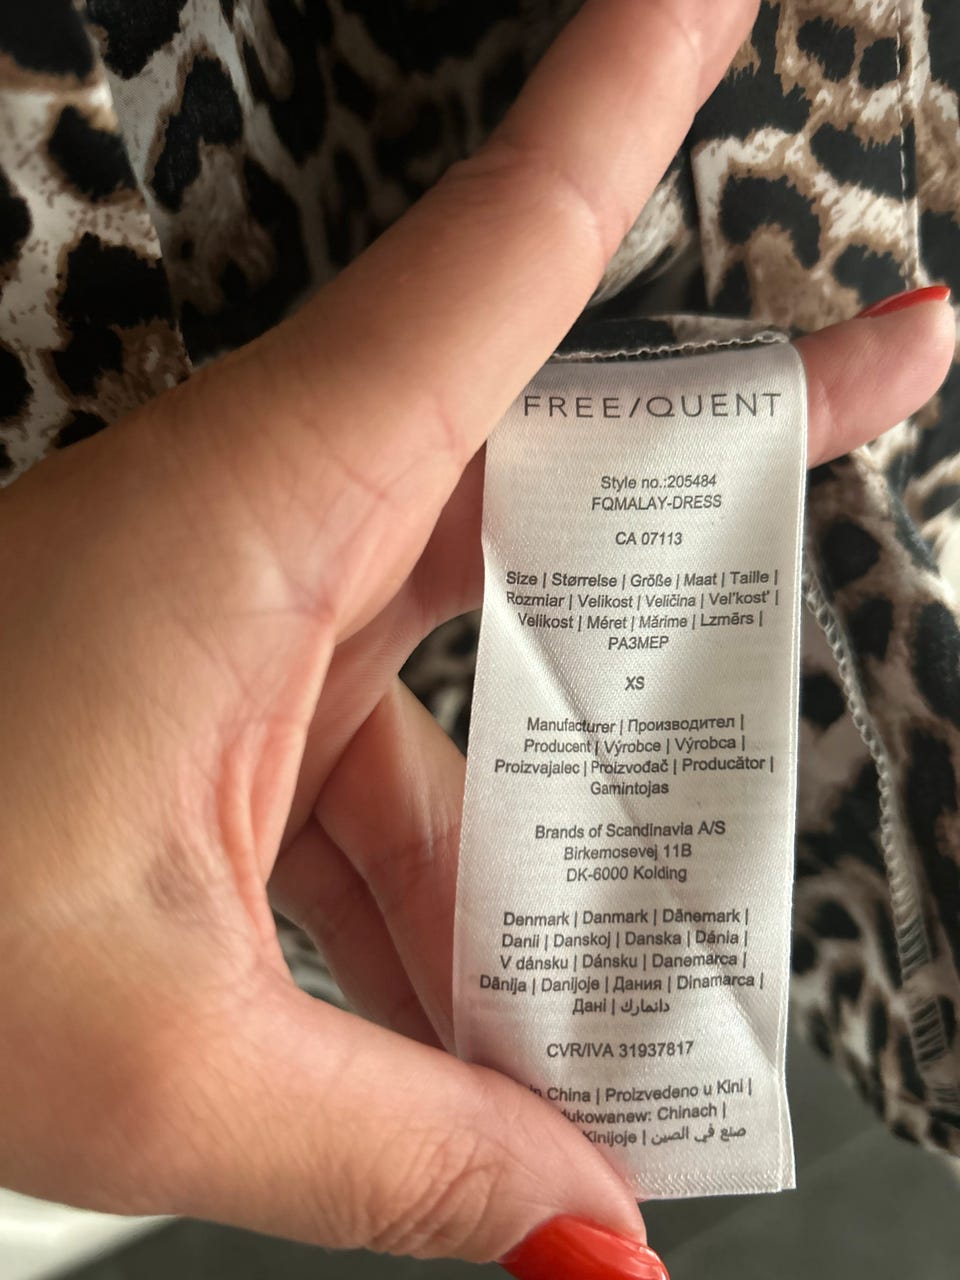 FREE/QUENT
Style no.:205484
FQMALAY-DRESS
CA 07113
Size | Størrelse | Größe | Maat | Taille |
Rozmiar | Velikost | Veličina | Veľkosť |
Velikost | Méret | Mărime | Lzmērs |
РАЗМЕР
XS
Manufacturer | Производител |
Producent | Výrobce | Výrobca |
Proizvajalec | Proizvođač | Producător |
Gamintojas
Brands of Scandinavia A/S
Birkemosevej 11B
DK-6000 Kolding
Denmark | Danmark | Dänemark |
Danii | Danskoj | Danska | Dánia |
V dánsku | Dánsku | Danemarca |
Dānija | Danijoje | Дания | Dinamarca |
Дані | دانمارك
CVR/IVA 31937817
China | Proizvedeno u Kini |
Chinach |
Kinijoje | صنع في الصين